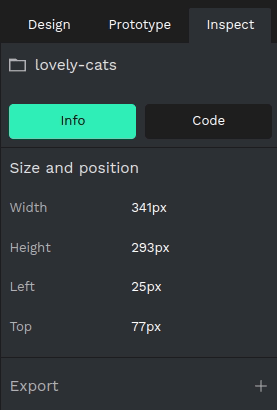 Design Prototype Inspect
lovely-cats
Info Code
Size and position
Width 341px
Height 293px
Left 25px
Top 77px
Export